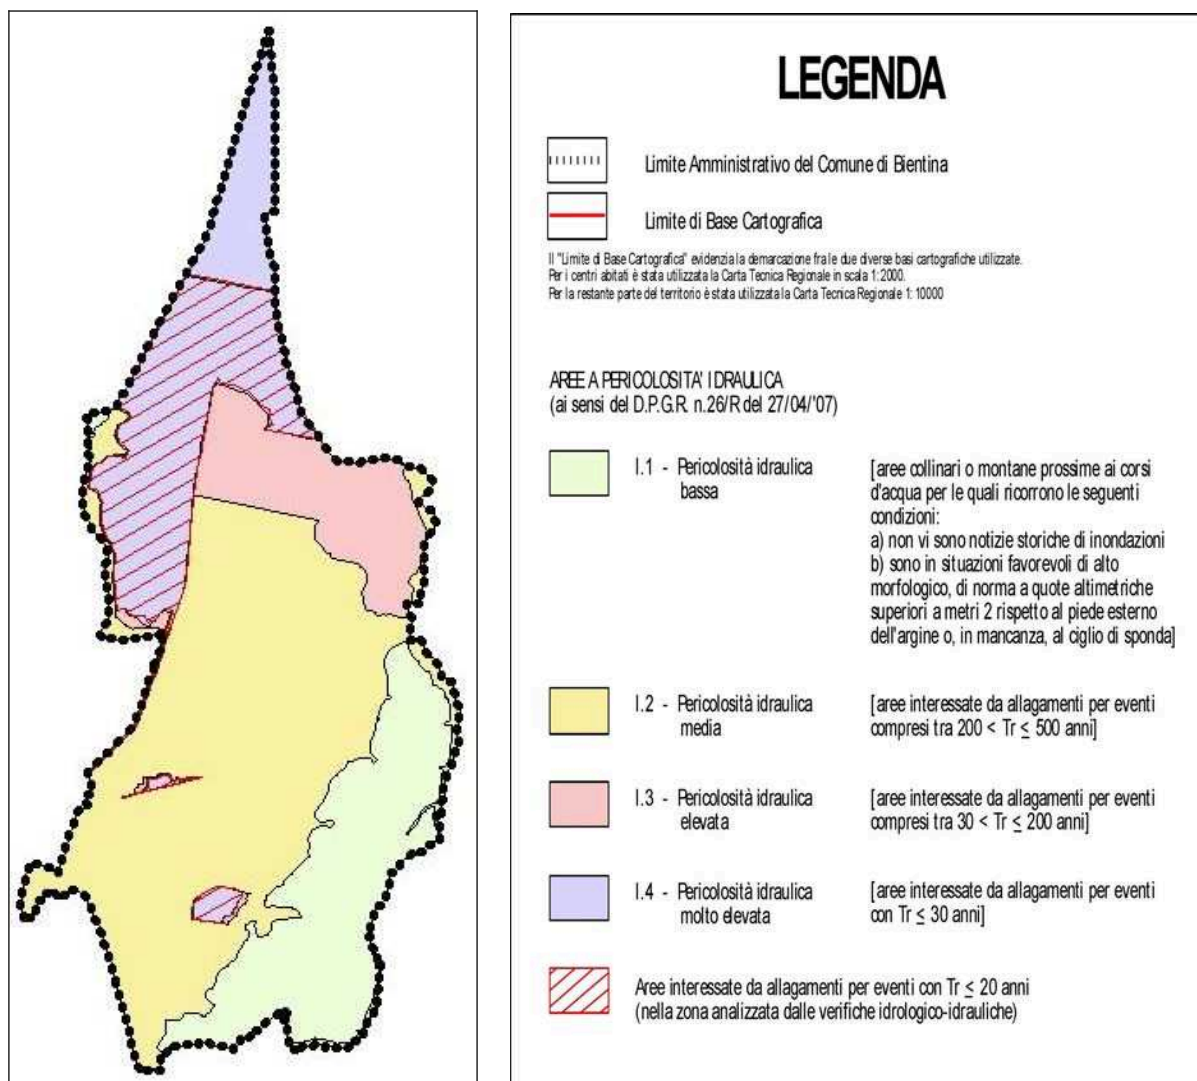 LEGENDA
Limite Amministrativo del Comune di Bientina
Limite di Base Cartografica
Il "Limite di Base Cartografica" evidenzia la demarcazione fra le due diverse basi cartografiche utilizzate.
Per i centri abitati è stata utilizzata la Carta Tecnica Regionale in scala 1:2000.
Per la restante parte del territorio è stata utilizzata la Carta Tecnica Regionale 1:10000
AREE A PERICOLOSITA' IDRAULICA
(ai sensi del D.P.G.R. n.26/R del 27/04/'07)
I.1 - Pericolosità idraulica
bassa
[aree collinari o montane prossime ai corsi
d'acqua per le quali ricorrono le seguenti
condizioni:
a) non vi sono notizie storiche di inondazioni
b) sono in situazioni favorevoli di alto
morfologico, di norma a quote altimetriche
superiori a metri 2 rispetto al piede esterno
dell'argine o, in mancanza, al ciglio di sponda]
I.2 - Pericolosità idraulica
media
[aree interessate da allagamenti per eventi
compresi tra 200 < Tr ≤ 500 anni]
I.3 - Pericolosità idraulica
elevata
[aree interessate da allagamenti per eventi
compresi tra 30 < Tr ≤ 200 anni]
I.4 - Pericolosità idraulica
molto elevata
[aree interessate da allagamenti per eventi
con Tr ≤ 30 anni]
Aree interessate da allagamenti per eventi con Tr ≤ 20 anni
(nella zona analizzata dalle verifiche idrologico-idrauliche)